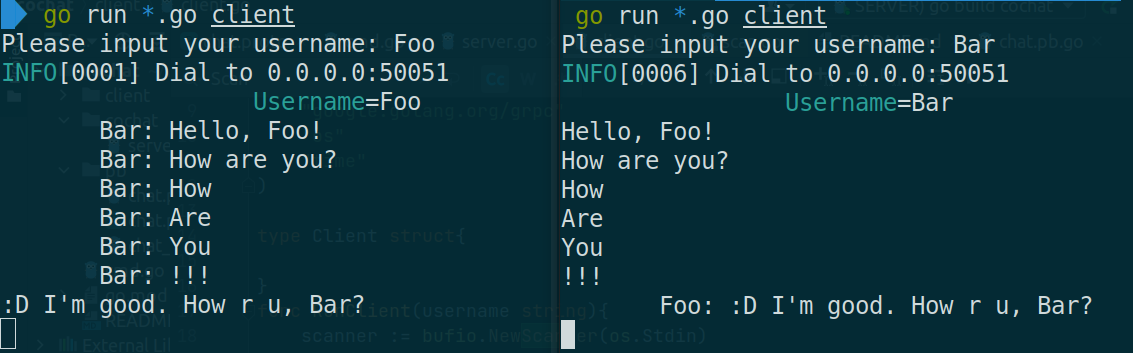 go run *.go client
Please input your username: Foo
INFO[0001] Dial to 0.0.0.0:50051
Username=Foo
Bar: Hello, Foo!
Bar: How are you?
Bar: How
Bar: Are
Bar: You
Bar: !!!
:D I'm good. How r u, Bar?
go run *.go client
Please input your username: Bar
INFO[0006] Dial to 0.0.0.0:50051
Username=Bar
Hello, Foo!
How are you?
How
Are
You
!!!
Foo: :D I'm good. How r u, Bar?